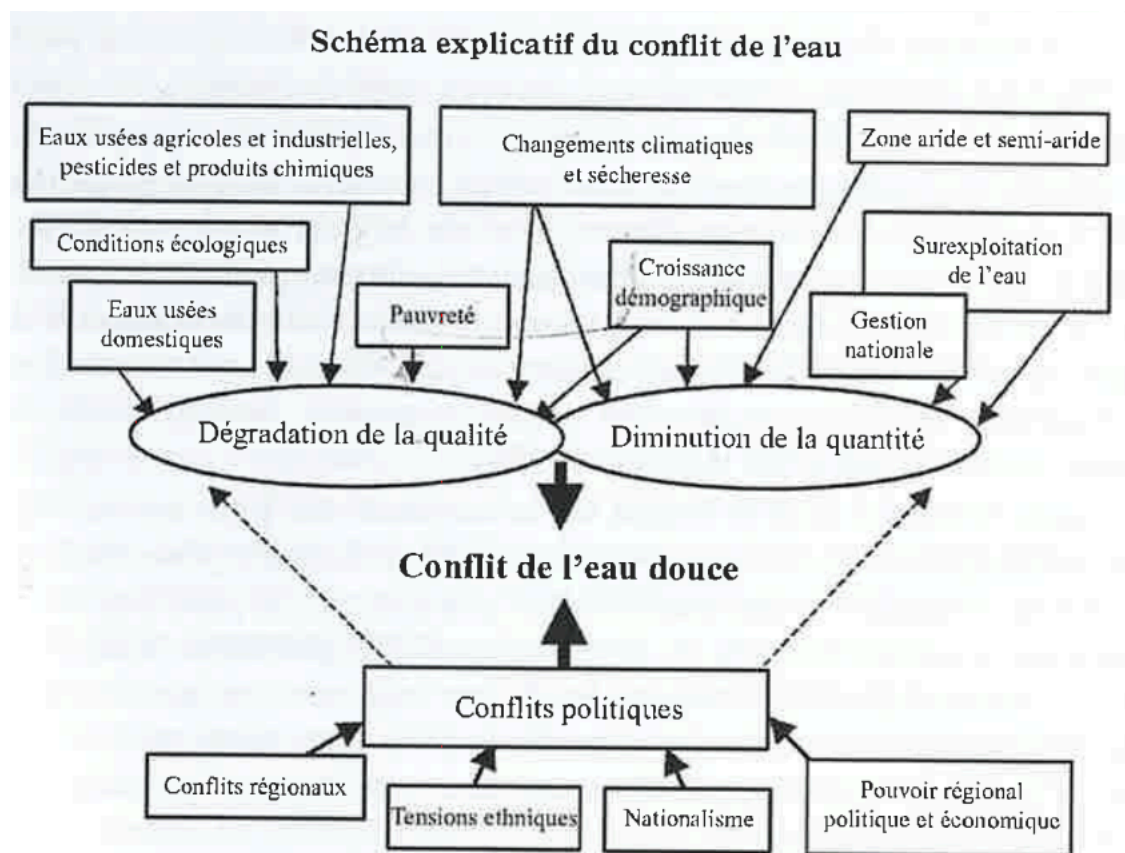 Schéma explicatif du conflit de l'eau
Eaux usées agricoles et industrielles,
pesticides et produits chimiques
Changements climatiques
et sécheresse
Zone aride et semi-aride
Conditions écologiques
Surexploitation
de l'eau
Croissance
démographique
Eaux usées
domestiques
Pauvreté
Gestion
nationale
Dégradation de la qualité
Diminution de la quantité
Conflit de l'eau douce
Conflits politiques
Conflits régionaux
Tensions ethniques
Nationalisme
Pouvoir régional
politique et économique